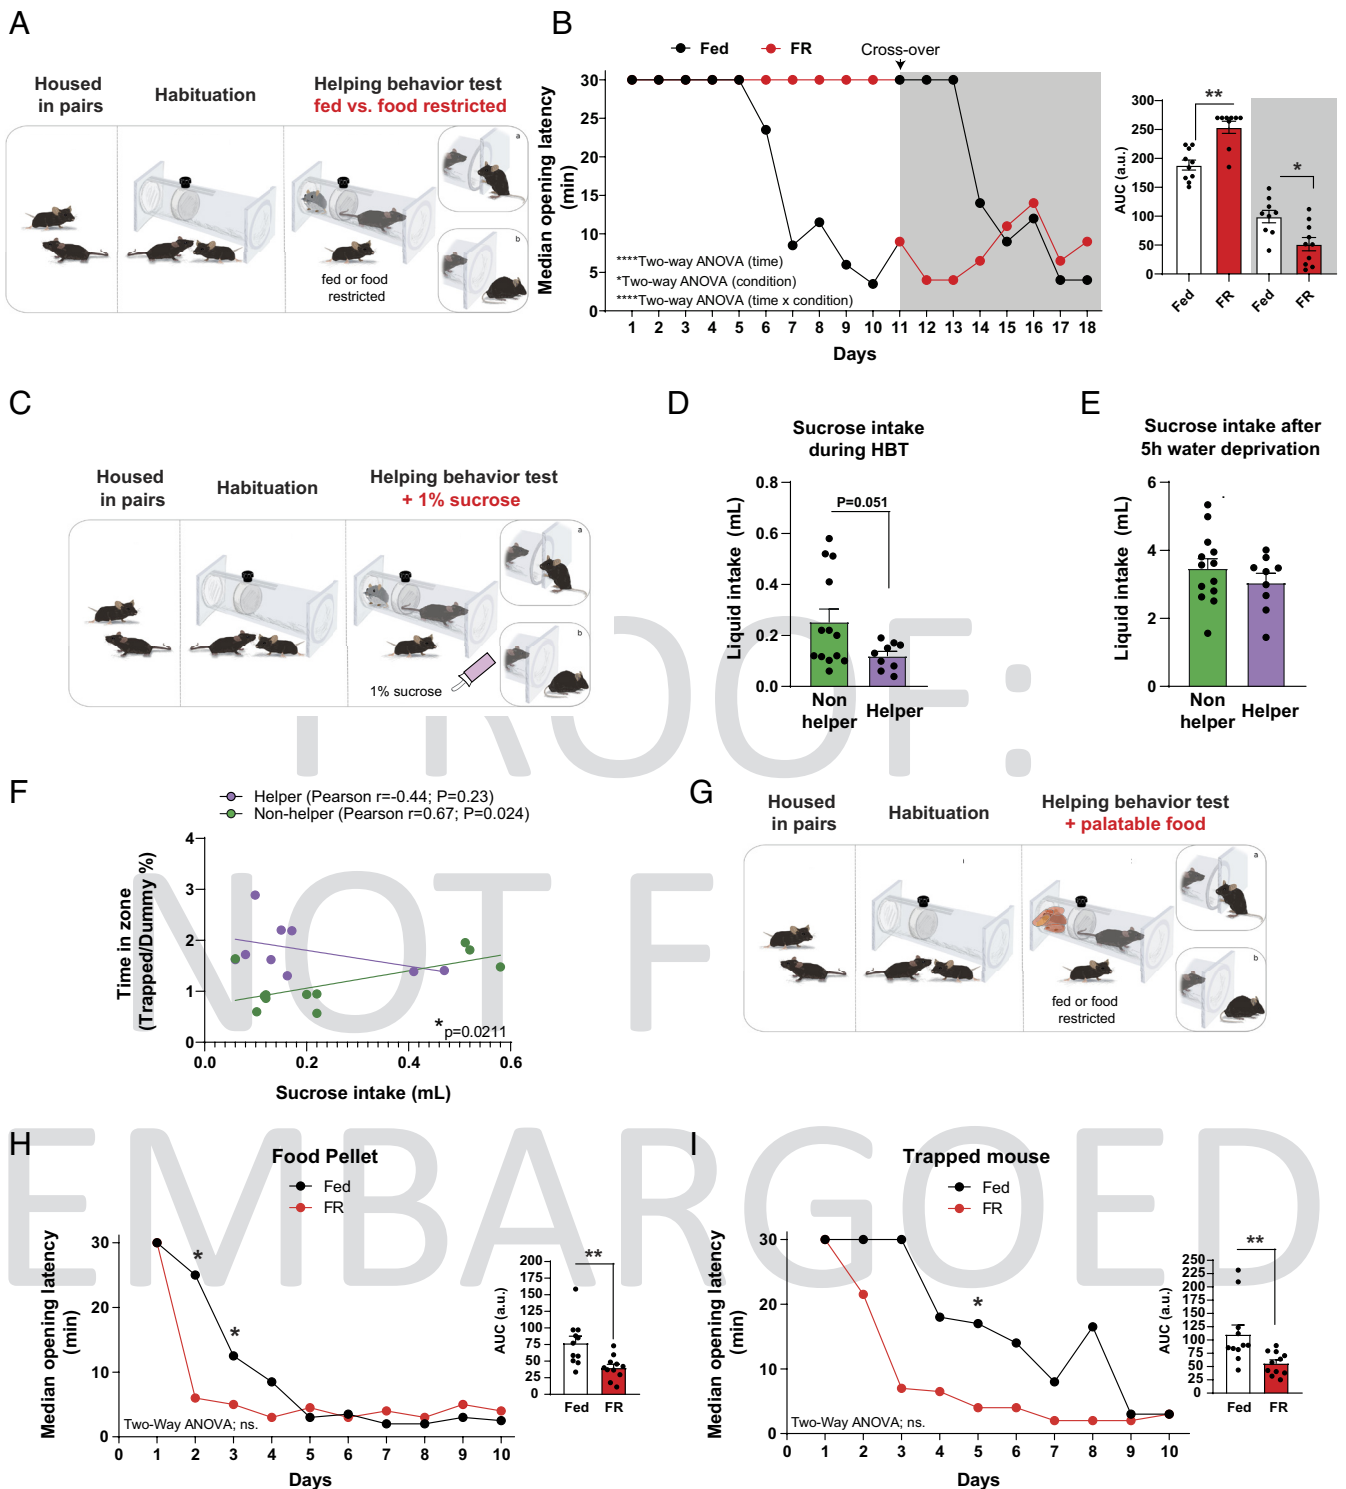 A
Housed
in pairs
Habituation
Helping behavior test
fed vs. food restricted
a
b
fed or food
restricted
B
Fed
FR
Cross-over
Median opening latency
(min)
30
25
20
15
10
5
0
****Two-way ANOVA (time)
*Two-way ANOVA (condition)
****Two-way ANOVA (time x condition)
1 2 3 4 5 6 7 8 9 10 11 12 13 14 15 16 17 18
Days
AUC (a.u.)
300
250
200
150
100
50
0
**
*
Fed FR Fed FR
C
Housed
in pairs
Habituation
Helping behavior test
+ 1% sucrose
a
b
1% sucrose
D
Sucrose intake
during HBT
Liquid intake (mL)
0.8
0.6
0.4
0.2
0.0
P=0.051
Non
helper
Helper
E
Sucrose intake after
5h water deprivation
Liquid intake (mL)
6
4
2
0
Non
helper
Helper
PROOF:
F
Helper (Pearson r=-0.44; P=0.23)
Non-helper (Pearson r=0.67; P=0.024)
Time in zone
(Trapped/Dummy %)
4
3
2
1
0
*p=0.0211
0.0 0.2 0.4 0.6
Sucrose intake (mL)
G
Housed
in pairs
Habituation
Helping behavior test
+ palatable food
a
b
fed or food
restricted
NOT F
EMBARGOED
H
Food Pellet
Fed
FR
Median opening latency
(min)
30
20
10
0
*
*
Two-Way ANOVA; ns.
0 1 2 3 4 5 6 7 8 9 10
Days
AUC (a.u.)
200
175
150
125
100
75
50
25
0
**
Fed FR
I
Trapped mouse
Fed
FR
Median opening latency
(min)
30
20
10
0
*
Two-Way ANOVA; ns.
0 1 2 3 4 5 6 7 8 9 10
Days
AUC (a.u.)
250
225
200
175
150
125
100
75
50
25
0
**
Fed FR